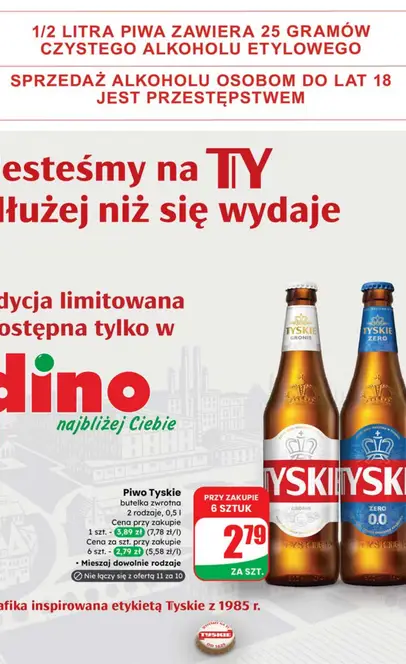 1/2 LITRA PIWA ZAWIERA 25 GRAMÓW
CZYSTEGO ALKOHOLU ETYLOWEGO
SPRZEDAŻ ALKOHOLU OSOBOM DO LAT 18
JEST PRZESTĘPSTWEM
esteśmy na TY
łużej niż się wydaje
dycja limitowana
ostępna tylko w
dino
najbliżej Ciebie
TYSKIE
GRONIE
TYSKIE
ZERO
TYSKI
TYSK
ZERO
0.0
Piwo Tyskie
butelka zwrotna
2 rodzaje, 0,5 l
Cena przy zakupie
1 szt. - 3,89 zł (7,78 zł/l)
Cena za szt. przy zakupie
6 szt. - 2,79 zł (5,58 zł/l)
• Mieszaj dowolnie rodzaje
Nie łączy się z ofertą 11 za 10
PRZY ZAKUPIE
6 SZTUK
2 79
ZA SZT.
afika inspirowana etykietą Tyskie z 1985 r.
TYSKIE